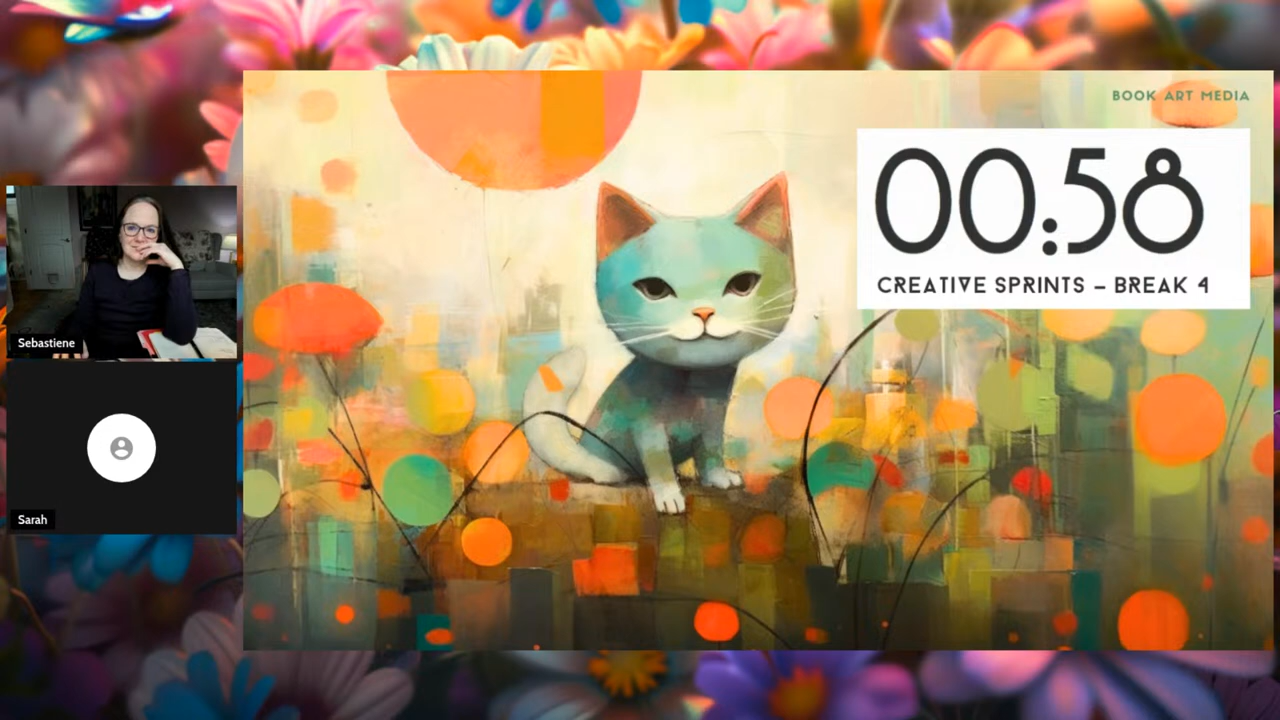 BOOK ART MEDIA
00:58
CREATIVE SPRINTS – BREAK 4
Sebastiene
Sarah